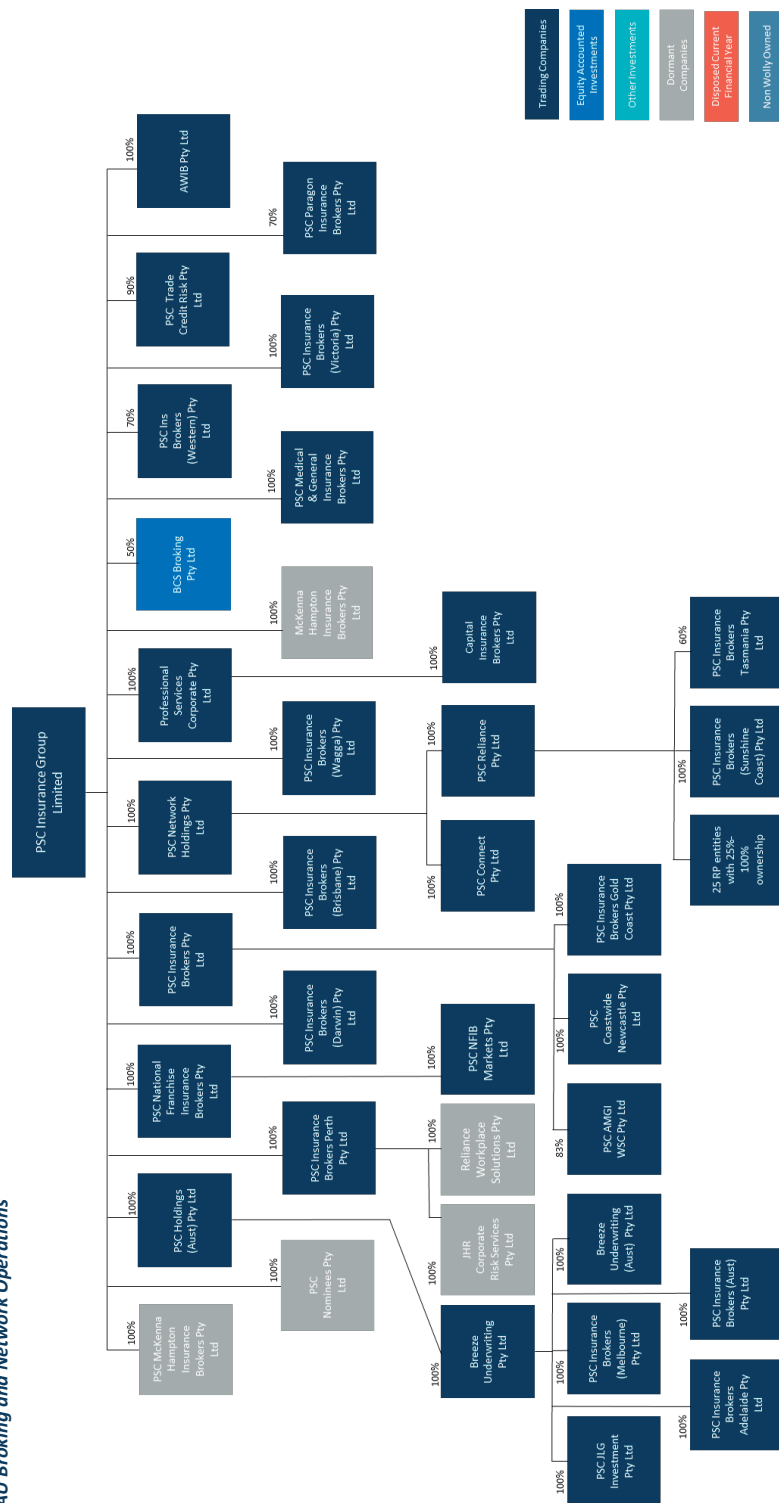 AU Broking and Network Operations
PSC Insurance Group
Limited
100%
PSC McKenna
Hampton
Insurance
Brokers Pty
Ltd
100%
PSC Holdings
(Aust) Pty Ltd
100%
PSC National
Franchise
Insurance
Brokers Pty
Ltd
100%
PSC Insurance
Brokers Pty
Ltd
100%
PSC Network
Holdings Pty
Ltd
100%
Professional
Services
Corporate Pty
Ltd
50%
BCS Broking
Pty Ltd
70%
PSC Ins
Brokers
(Western) Pty
Ltd
90%
PSC Trade
Credit Risk Pty
Ltd
100%
AWIB Pty Ltd
100%
PSC
Nominees Pty
Ltd
100%
PSC Insurance
Brokers Perth
Pty Ltd
100%
PSC Insurance
Brokers
(Darwin) Pty
Ltd
100%
PSC Insurance
Brokers
(Brisbane) Pty
Ltd
100%
PSC Insurance
Brokers
(Wagga) Pty
Ltd
100%
McKenna
Hampton
Insurance
Brokers Pty
Ltd
100%
PSC Medical
& General
Insurance
Brokers Pty
Ltd
100%
PSC Insurance
Brokers
(Victoria) Pty
Ltd
70%
PSC Paragon
Insurance
Brokers Pty
Ltd
100%
Breeze
Underwriting
Pty Ltd
100%
JHR
Corporate
Risk Services
Pty Ltd
100%
Reliance
Workplace
Solutions Pty
Ltd
100%
PSC NFIB
Markets Pty
Ltd
100%
PSC Connect
Pty Ltd
100%
PSC Reliance
Pty Ltd
100%
Capital
Insurance
Brokers Pty
Ltd
100%
PSC JLG
Investment
Pty Ltd
100%
PSC Insurance
Brokers
(Melbourne)
Pty Ltd
100%
Breeze
Underwriting
(Aust) Pty Ltd
83%
PSC AMGI
WSC Pty Ltd
100%
PSC
Coastwide
Newcastle Pty
Ltd
100%
PSC Insurance
Brokers Gold
Coast Pty Ltd
100%
PSC Insurance
Brokers
Adelaide Pty
Ltd
100%
PSC Insurance
Brokers (Aust)
Pty Ltd
25 RP entities
with 25%-
100%
ownership
100%
PSC Insurance
Brokers
(Sunshine
Coast) Pty Ltd
60%
PSC Insurance
Brokers
Tasmania Pty
Ltd
Trading Companies
Equity Accounted
Investments
Other Investments
Dormant
Companies
Disposed Current
Financial Year
Non Wolly Owned